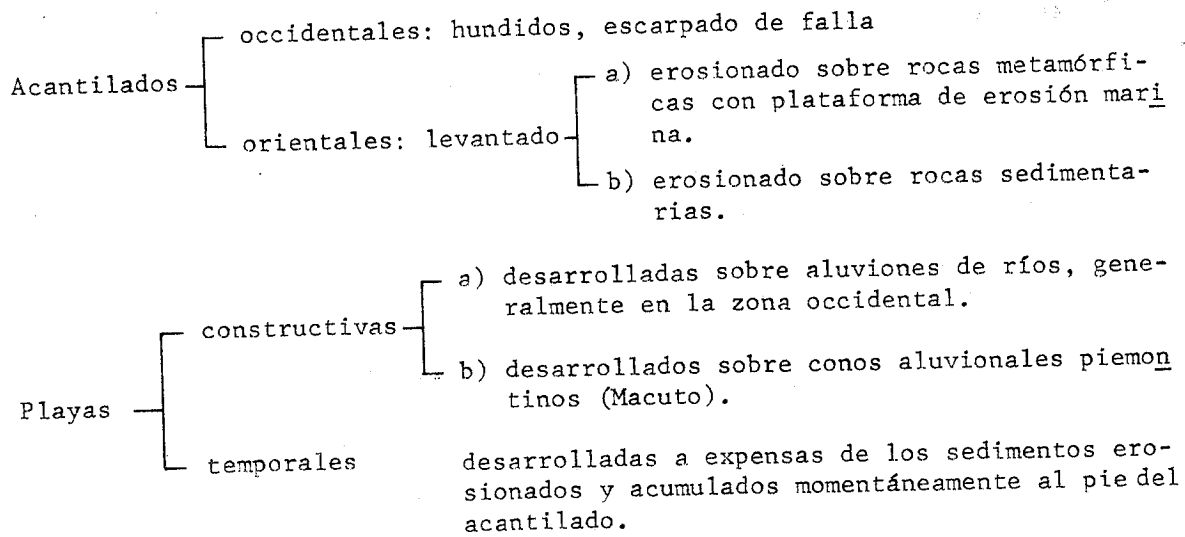 occidentales: hundidos, escarpado de falla
Acantilados
a) erosionado sobre rocas metamórfi-
cas con plataforma de erosión mari
na.
orientales: levantado
b) erosionado sobre rocas sedimenta-
rias.
a) desarrolladas sobre aluviones de ríos, gene-
ralmente en la zona occidental.
constructivas
b) desarrollados sobre conos aluvionales piemon
tinos (Macuto).
Playas
temporales
desarrolladas a expensas de los sedimentos ero-
sionados y acumulados momentáneamente al pie del
acantilado.